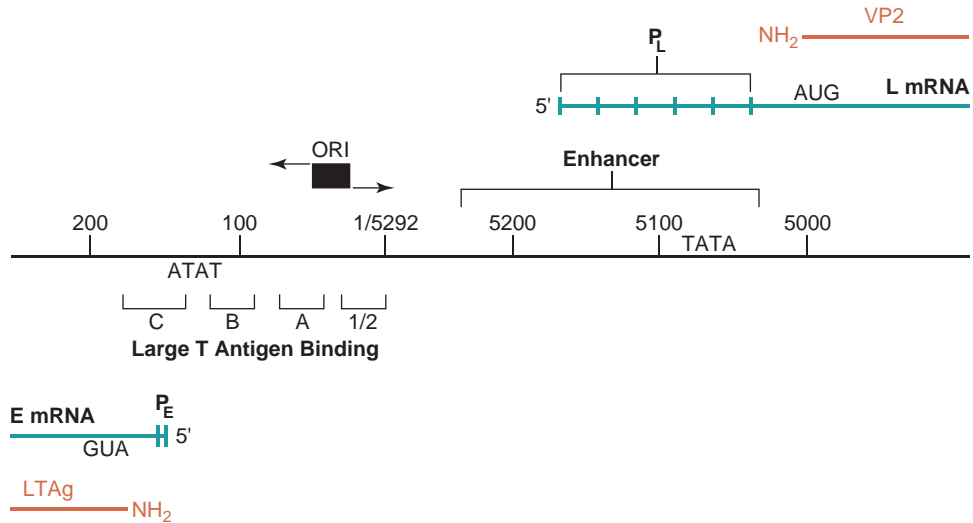 VP2
NH2
PL
5' AUG L mRNA
ORI
Enhancer
200 100 1/5292 5200 5100 5000
TATA
ATAT
C B A 1/2
Large T Antigen Binding
E mRNA PE 5'
GUA
LTAg
NH2